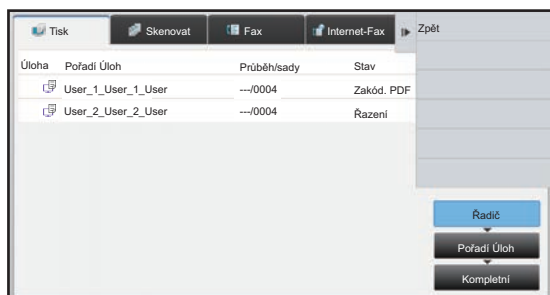 Tisk Skenovat Fax Internet-Fax Zpět
Úloha Pořadí Úloh Průběh/sady Stav
User_1_User_1_User ---/0004 Zakód. PDF
User_2_User_2_User ---/0004 Řazení
Řadič
Pořadí Úloh
Kompletní